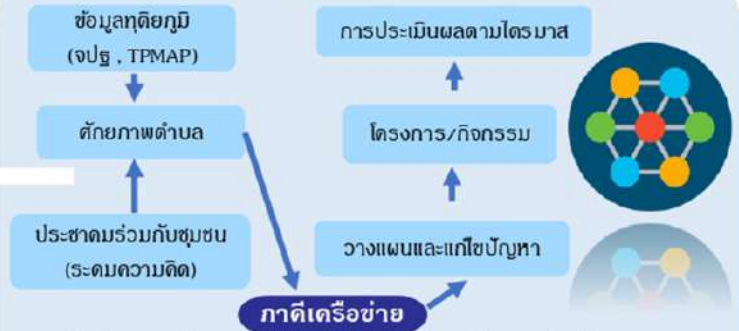 ข้อมูลทุติยภูมิ
(จปฐ , TPMAP)
ศักยภาพตำบล
ประชาคมร่วมกับชุมชน
(ระดมความคิด)
ภาคีเครือข่าย
วางแผนและแก้ไขปัญหา
โครงการ/กิจกรรม
การประเมินผลตามไตรมาส